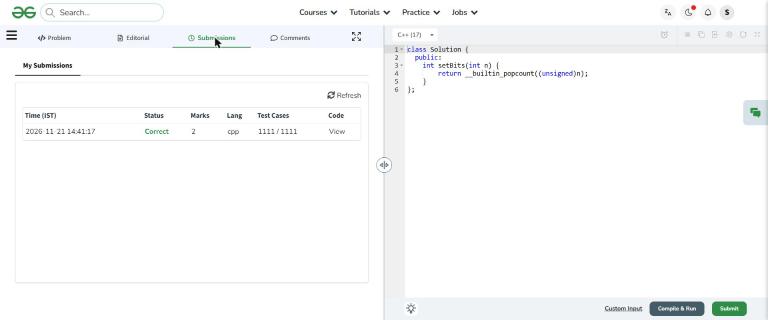 Search...
Courses Tutorials Practice Jobs
S
</> Problem Editorial Submissions Comments
C++ (17)
My Submissions
Refresh
Time (IST) Status Marks Lang Test Cases Code
2026-11-21 14:41:17 Correct 2 cpp 1111 / 1111 View
1 class Solution {
2 public:
3 int setBits(int n) {
4 return __builtin_popcount((unsigned)n);
5 }
6 };
Custom Input Compile & Run Submit